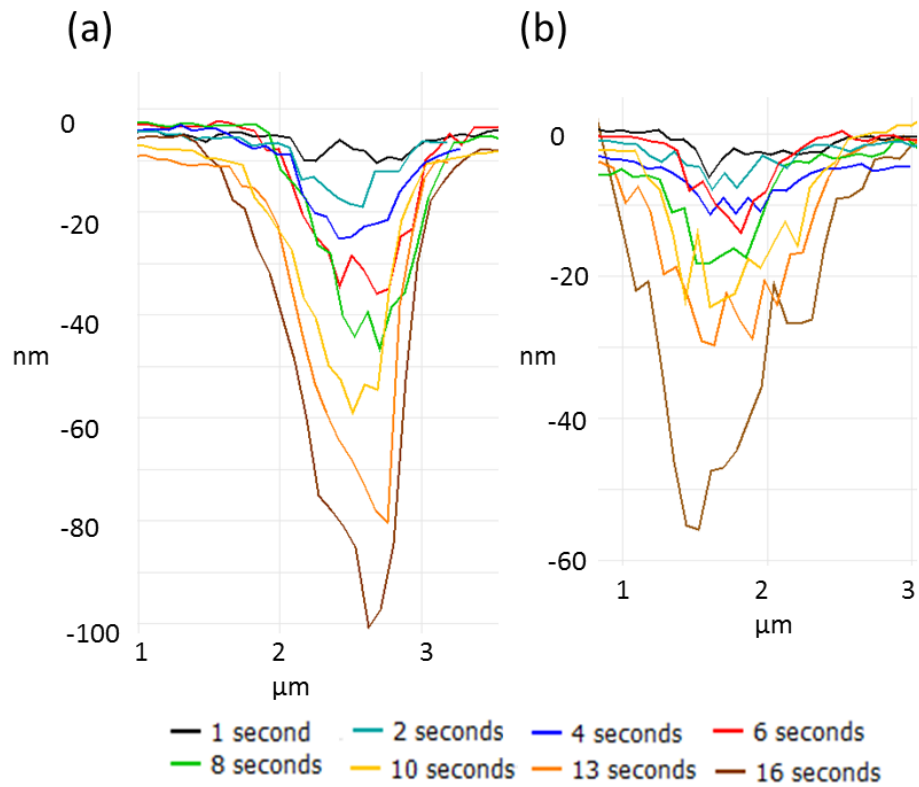 (a)
0
-20
-40
nm
-60
-80
-100
1 2 3
μm
(b)
0
-20
nm
-40
-60
1 2 3
μm
1 second 2 seconds 4 seconds 6 seconds
8 seconds 10 seconds 13 seconds 16 seconds